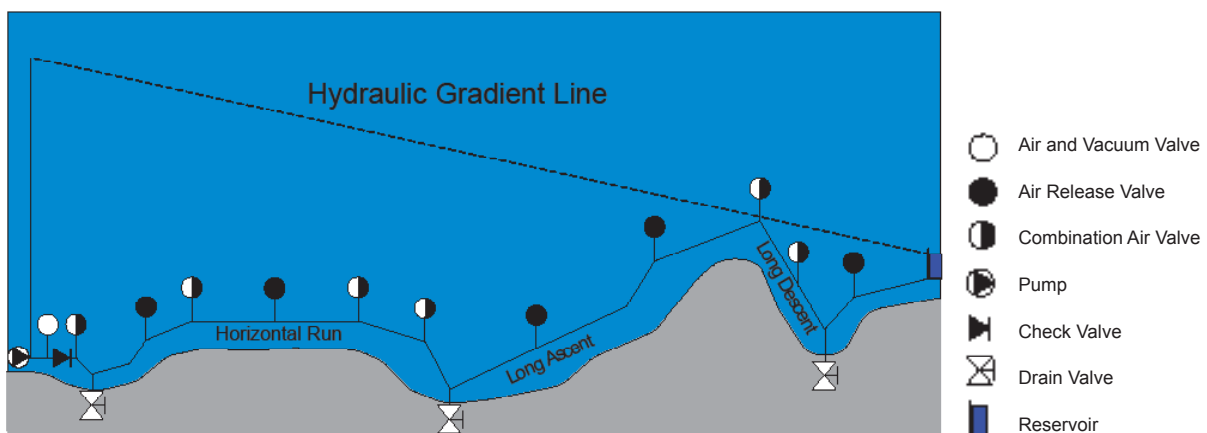 Hydraulic Gradient Line
Horizontal Run
Long Ascent
Long Descent
Air and Vacuum Valve
Air Release Valve
Combination Air Valve
Pump
Check Valve
Drain Valve
Reservoir